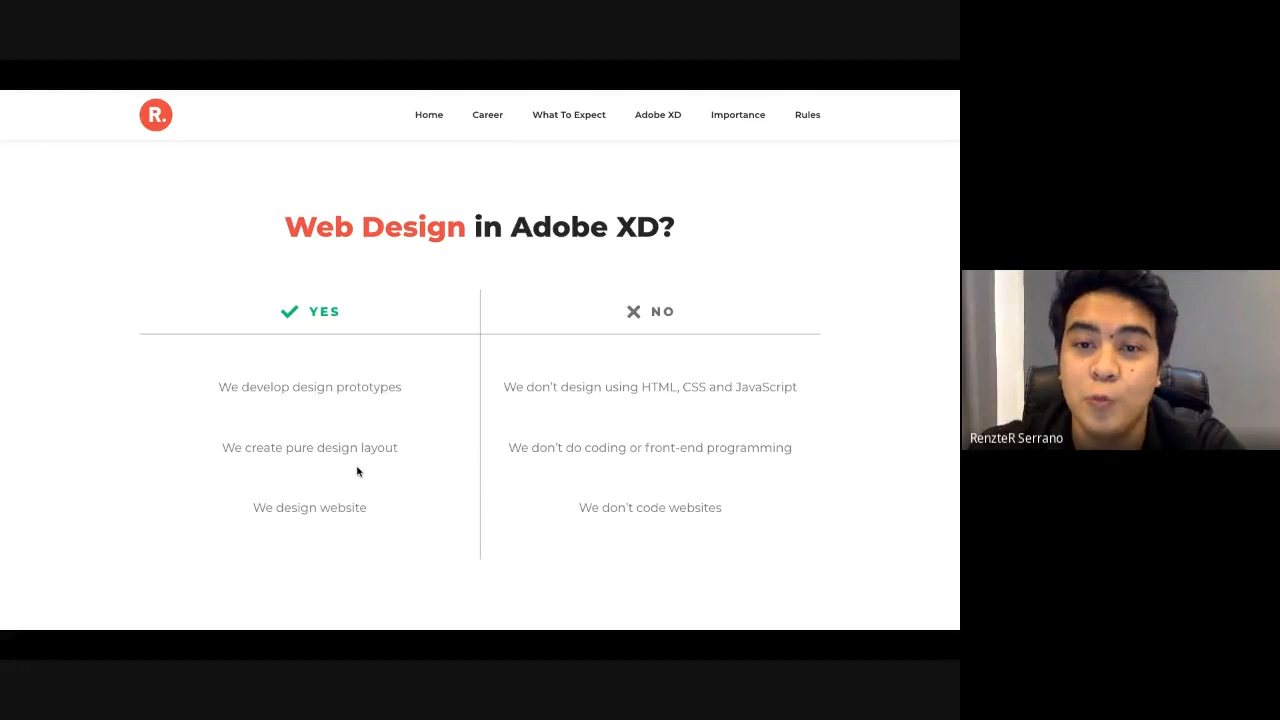 R.
Home Career What To Expect Adobe XD Importance Rules
Web Design in Adobe XD?
YES
NO
We develop design prototypes
We don't design using HTML, CSS and JavaScript
We create pure design layout
We don't do coding or front-end programming
We design website
We don't code websites
RenzteR Serrano